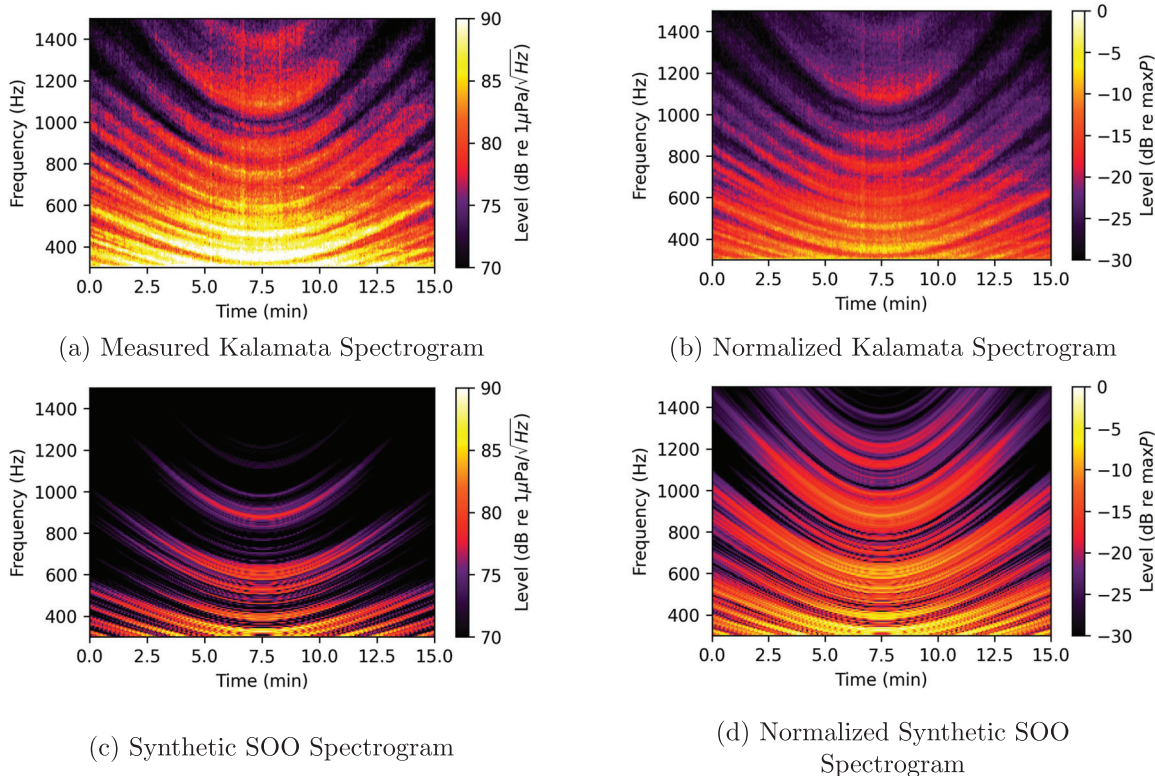 1400
1200
1000
800
600
400
Frequency (Hz)
0.0 2.5 5.0 7.5 10.0 12.5 15.0
Time (min)
90
85
80
75
70
Level (dB re 1μPa/√Hz)
(a) Measured Kalamata Spectrogram
1400
1200
1000
800
600
400
Frequency (Hz)
0.0 2.5 5.0 7.5 10.0 12.5 15.0
Time (min)
0
−5
−10
−15
−20
−25
−30
Level (dB re maxP)
(b) Normalized Kalamata Spectrogram
1400
1200
1000
800
600
400
Frequency (Hz)
0.0 2.5 5.0 7.5 10.0 12.5 15.0
Time (min)
90
85
80
75
70
Level (dB re 1μPa/√Hz)
(c) Synthetic SOO Spectrogram
1400
1200
1000
800
600
400
Frequency (Hz)
0.0 2.5 5.0 7.5 10.0 12.5 15.0
Time (min)
0
−5
−10
−15
−20
−25
−30
Level (dB re maxP)
(d) Normalized Synthetic SOO
Spectrogram